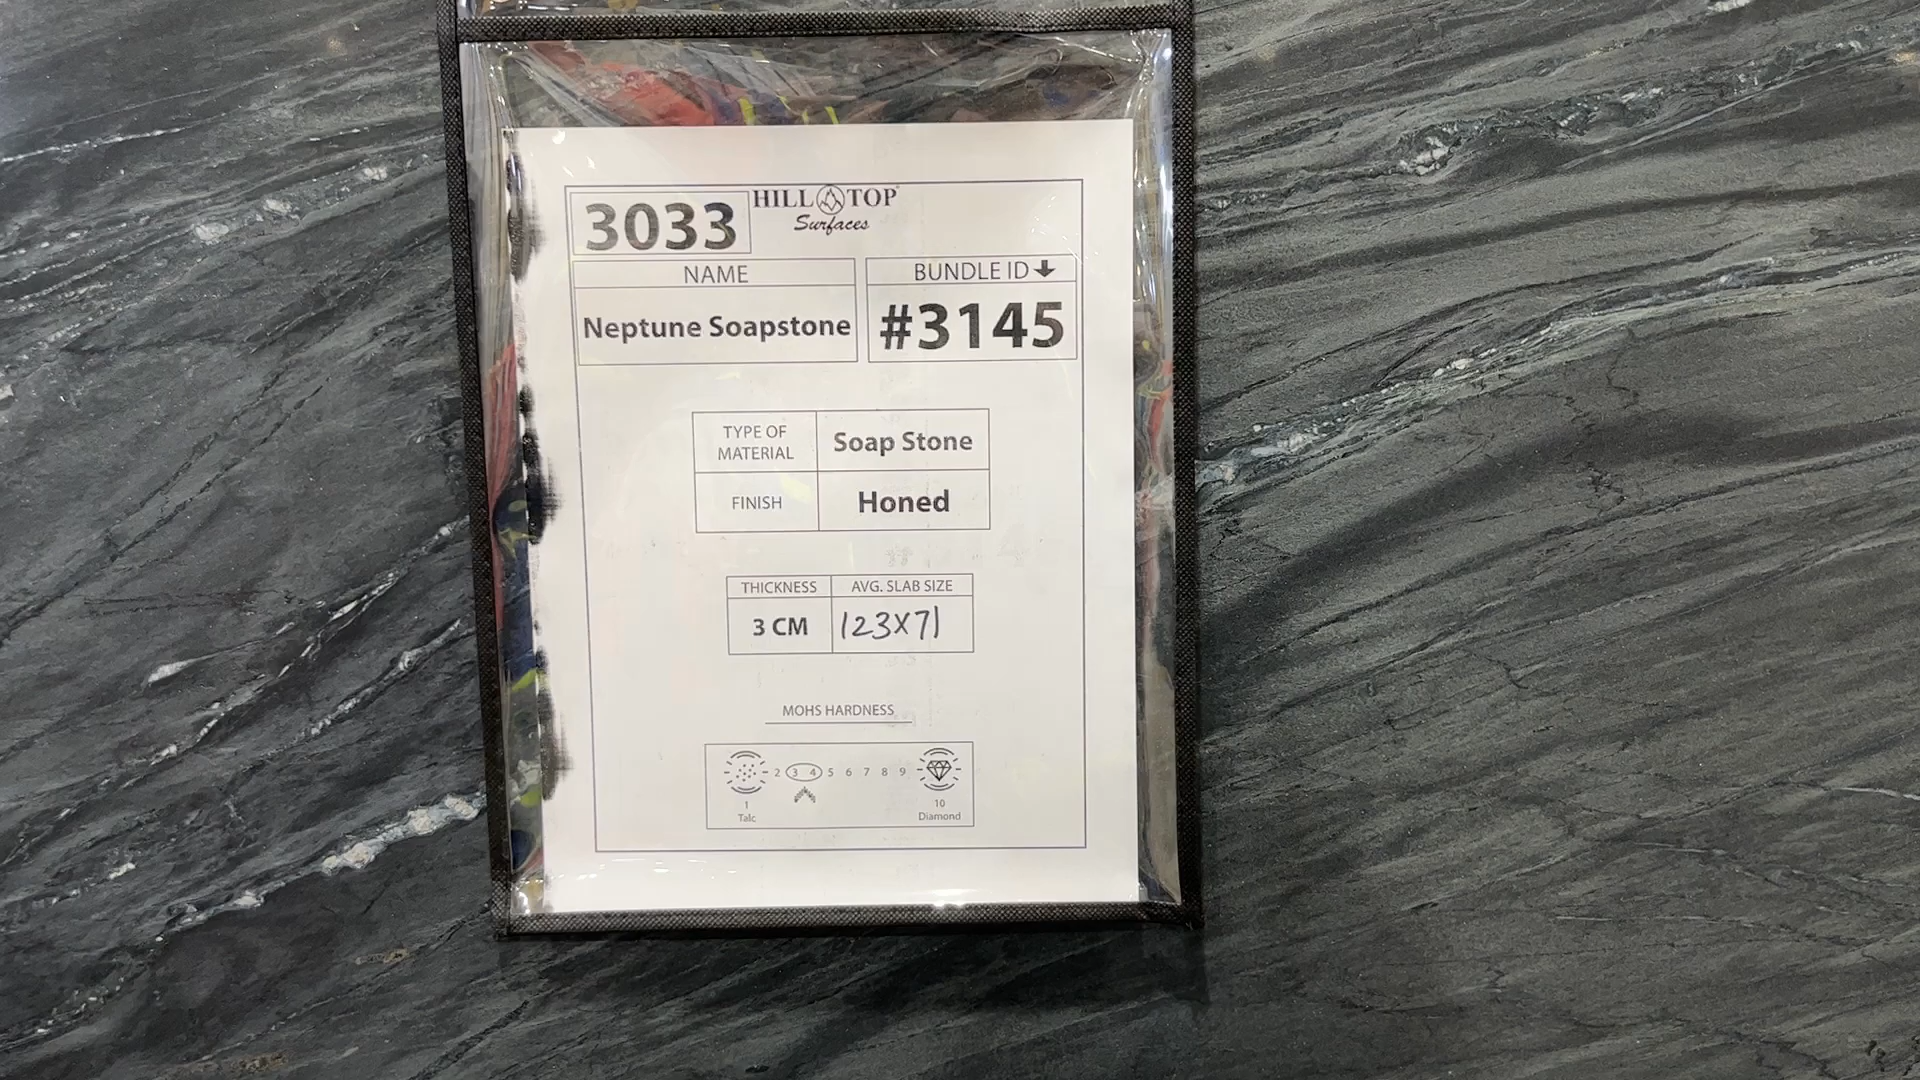 3033
HILL TOP
Surfaces
NAME
BUNDLE ID
Neptune Soapstone
#3145
TYPE OF
MATERIAL
Soap Stone
FINISH
Honed
THICKNESS
AVG. SLAB SIZE
3 CM
123X71
MOHS HARDNESS
2 3 4 5 6 7 8 9
1
Talc
10
Diamond